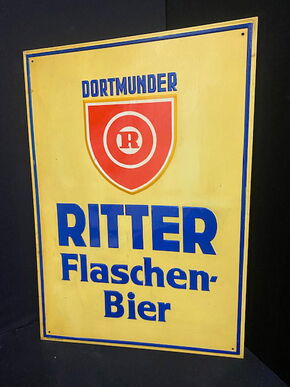 DORTMUNDER
R
RITTER
Flaschen-
Bier